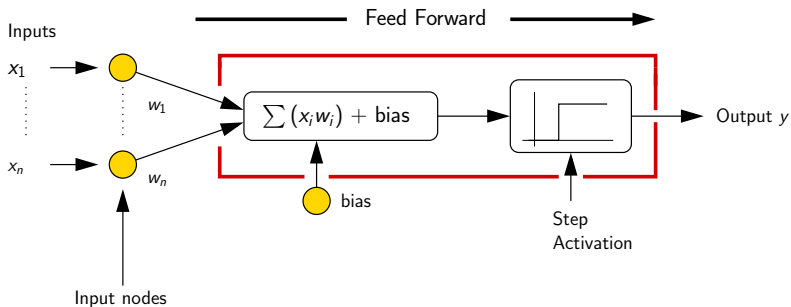 Feed Forward
Inputs
x₁
w₁
∑ (xᵢwᵢ) + bias
Output y
xₙ
wₙ
bias
Step
Activation
Input nodes